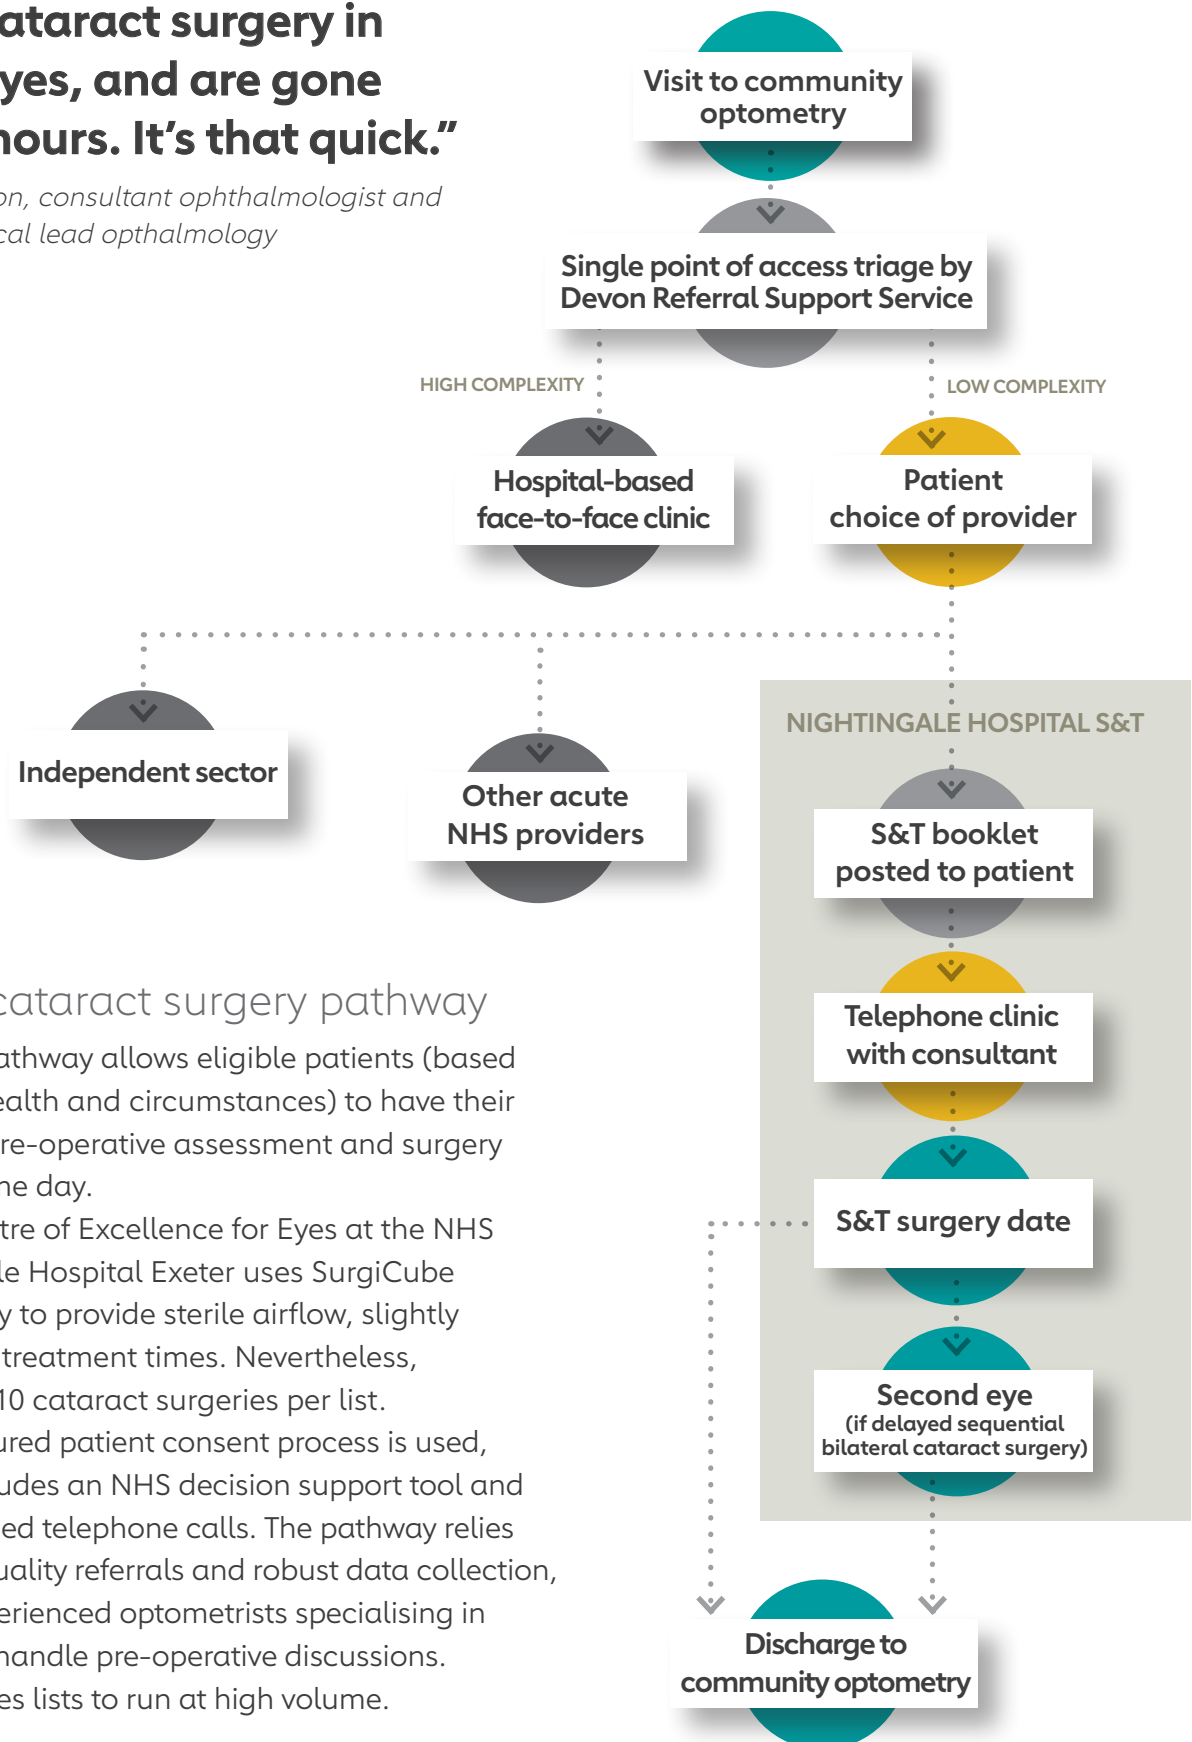 ataract surgery in
yes, and are gone
hours. It's that quick.”
on, consultant ophthalmologist and
cal lead opthalmology
Visit to community
optometry
Single point of access triage by
Devon Referral Support Service
HIGH COMPLEXITY
LOW COMPLEXITY
Hospital-based
face-to-face clinic
Patient
choice of provider
Independent sector
Other acute
NHS providers
NIGHTINGALE HOSPITAL S&T
S&T booklet
posted to patient
Telephone clinic
with consultant
S&T surgery date
Second eye
(if delayed sequential
bilateral cataract surgery)
Discharge to
community optometry
cataract surgery pathway
athway allows eligible patients (based
ealth and circumstances) to have their
re-operative assessment and surgery
ne day.
tre of Excellence for Eyes at the NHS
le Hospital Exeter uses SurgiCube
y to provide sterile airflow, slightly
treatment times. Nevertheless,
10 cataract surgeries per list.
ured patient consent process is used,
udes an NHS decision support tool and
ed telephone calls. The pathway relies
uality referrals and robust data collection,
erienced optometrists specialising in
handle pre-operative discussions.
es lists to run at high volume.